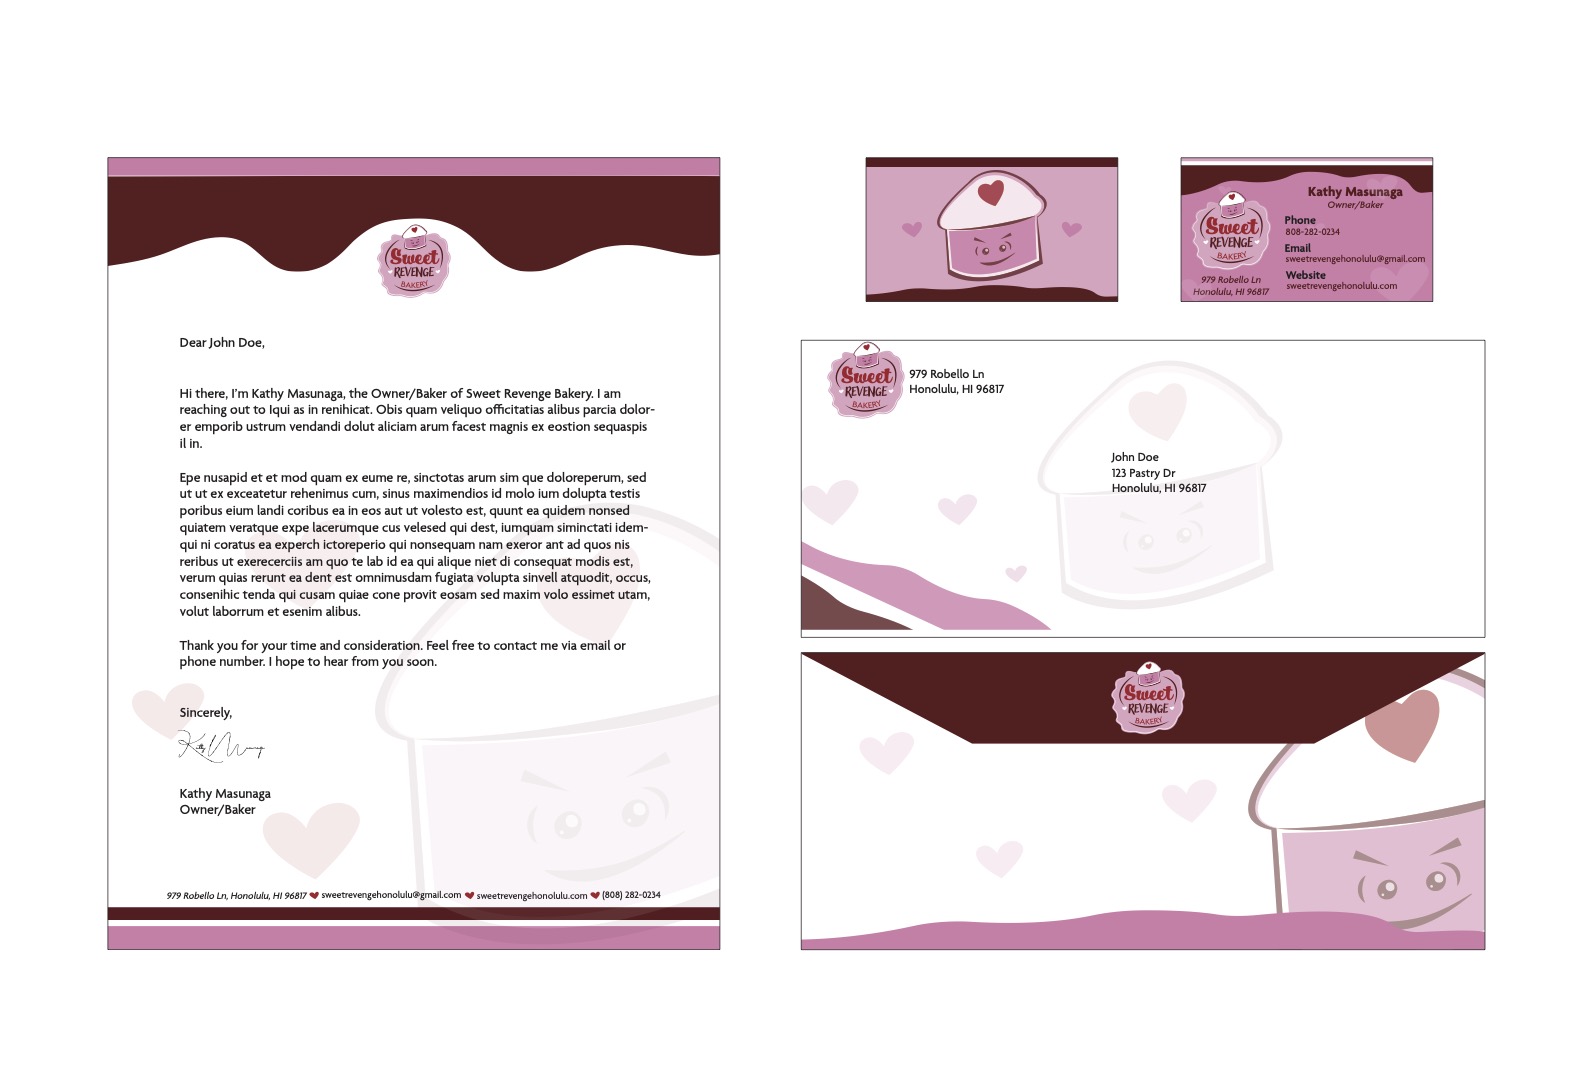 Sweet
REVENGE
BAKERY
Dear John Doe,
Hi there, I'm Kathy Masunaga, the Owner/Baker of Sweet Revenge Bakery. I am
reaching out to Iqui as in renihicat. Obis quam veliquo officitatias alibus parcia dolor-
er emporib ustrum vendandi dolut aliciam arum facest magnis ex eostion sequaspis
il in.
Epe nusapid et et mod quam ex eume re, sinctotas arum sim que doloreperum, sed
ut ut ex exceatetur rehenimus cum, sinus maximendios id molo ium dolupta testis
poribus eium landi coribus ea in eos aut ut volesto est, quunt ea quidem nonsed
quiatem veratque expe lacerumque cus velesed qui dest, iumquam siminctati idem-
qui ni coratus ea experch ictoreperio qui nonsequam nam exeror ant ad quos nis
reribus ut exerecerciis am quo te lab id ea qui alique niet di consequat modis est,
verum quias rerunt ea dent est omnimusdam fugiata volupta sinvell atquodit, occus,
consenihic tenda qui cusam quiae cone provit eosam sed maxim volo essimet utam,
volut laborrum et esenim alibus.
Thank you for your time and consideration. Feel free to contact me via email or
phone number. I hope to hear from you soon.
Sincerely,
Kathy Masunaga
Kathy Masunaga
Owner/Baker
979 Robello Ln, Honolulu, HI 96817 sweetrevengehonolulu@gmail.com sweetrevengehonolulu.com (808) 282-0234
Sweet
REVENGE
BAKERY
979 Robello Ln
Honolulu, HI 96817
Kathy Masunaga
Owner/Baker
Phone
808-282-0234
Email
sweetrevengehonolulu@gmail.com
Website
sweetrevengehonolulu.com
Sweet
REVENGE
BAKERY
979 Robello Ln
Honolulu, HI 96817
John Doe
123 Pastry Dr
Honolulu, HI 96817
Sweet
REVENGE
BAKERY